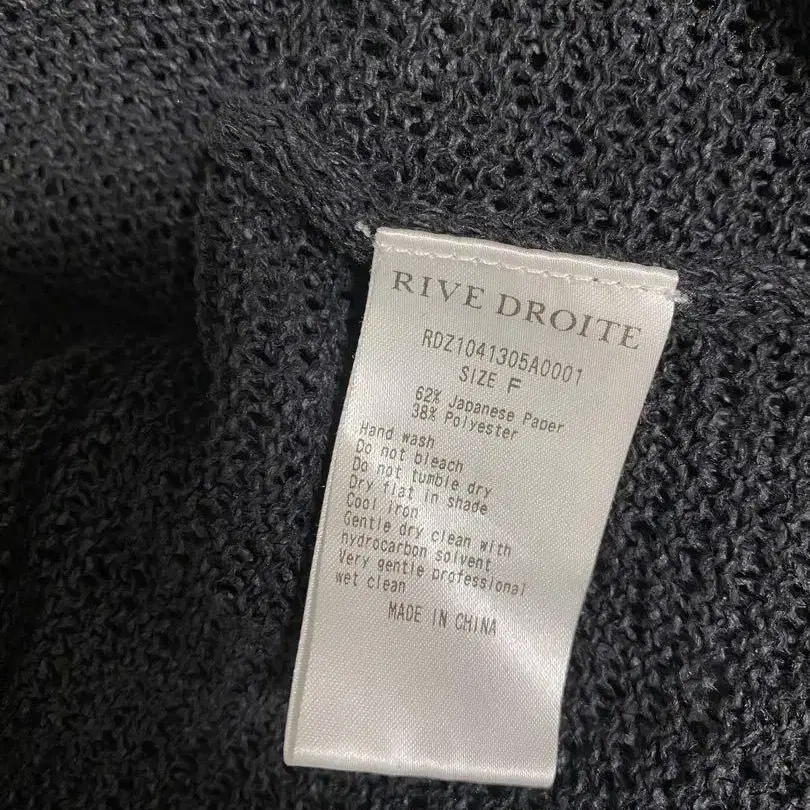 RIVE DROITE
RDZ1041305A0001
SIZE F
62% Japanese Paper
38% Polyester
Hand wash
Do not bleach
Do not tumble dry
Dry flat in shade
Cool iron
Gentle dry clean with
hydrocarbon solvent
Very gentle professional
wet clean
MADE IN CHINA